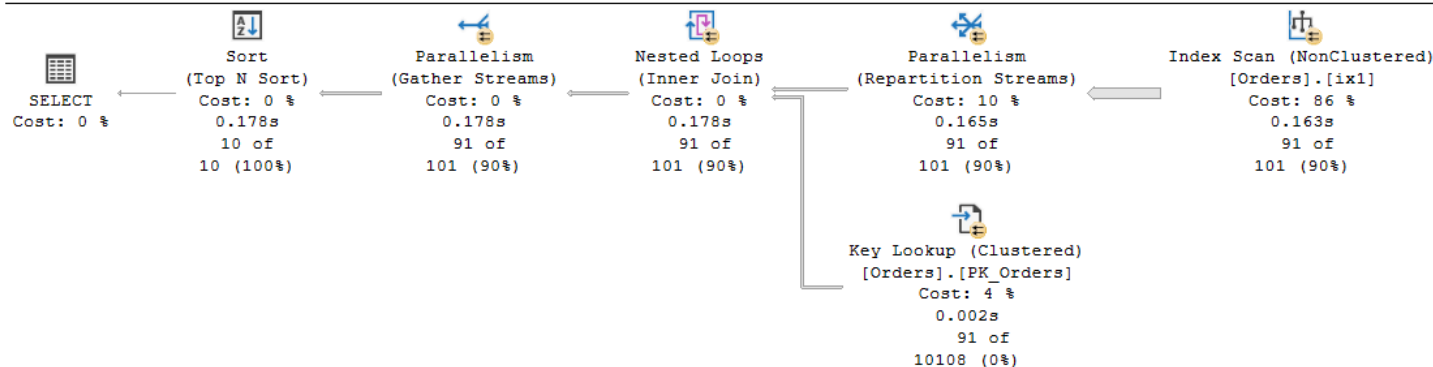 SELECT
Cost: 0 %
Sort
(Top N Sort)
Cost: 0 %
0.178s
10 of
10 (100%)
Parallelism
(Gather Streams)
Cost: 0 %
0.178s
91 of
101 (90%)
Nested Loops
(Inner Join)
Cost: 0 %
0.178s
91 of
101 (90%)
Parallelism
(Repartition Streams)
Cost: 10 %
0.165s
91 of
101 (90%)
Index Scan (NonClustered)
[Orders].[ix1]
Cost: 86 %
0.163s
91 of
101 (90%)
Key Lookup (Clustered)
[Orders].[PK_Orders]
Cost: 4 %
0.002s
91 of
10108 (0%)